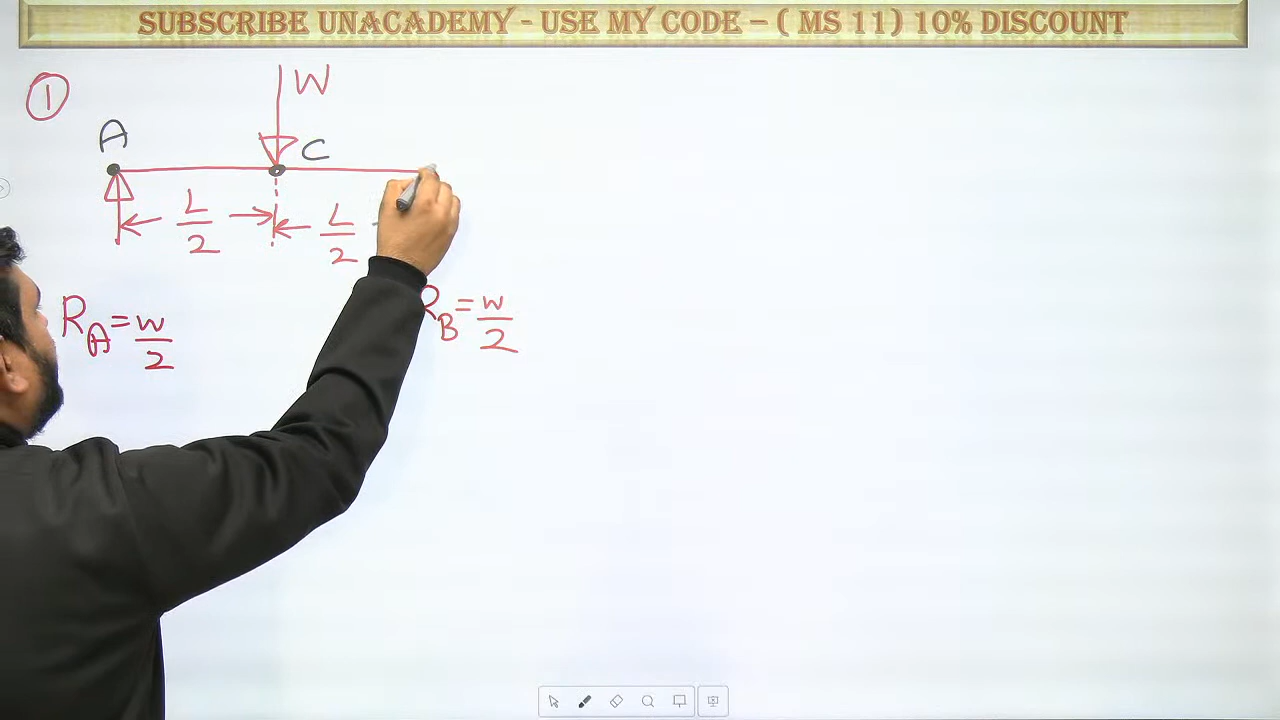 SUBSCRIBE UNACADEMY - USE MY CODE – ( MS 11 ) 10% DISCOUNT
1
W
A
C
L/2
L/2
R_A = W/2
R_B = W/2